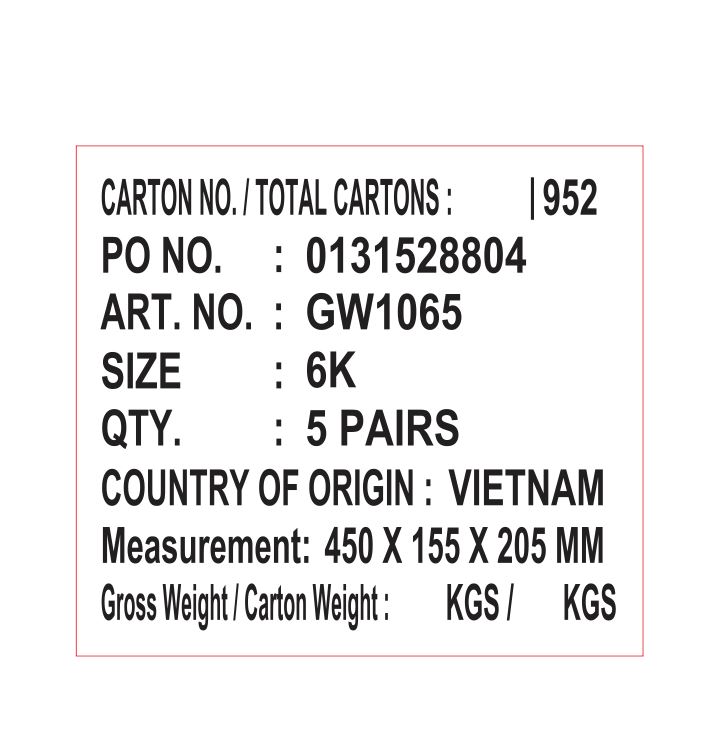 CARTON NO. / TOTAL CARTONS : |952
PO NO. : 0131528804
ART. NO. : GW1065
SIZE : 6K
QTY. : 5 PAIRS
COUNTRY OF ORIGIN : VIETNAM
Measurement: 450 X 155 X 205 MM
Gross Weight / Carton Weight : KGS / KGS